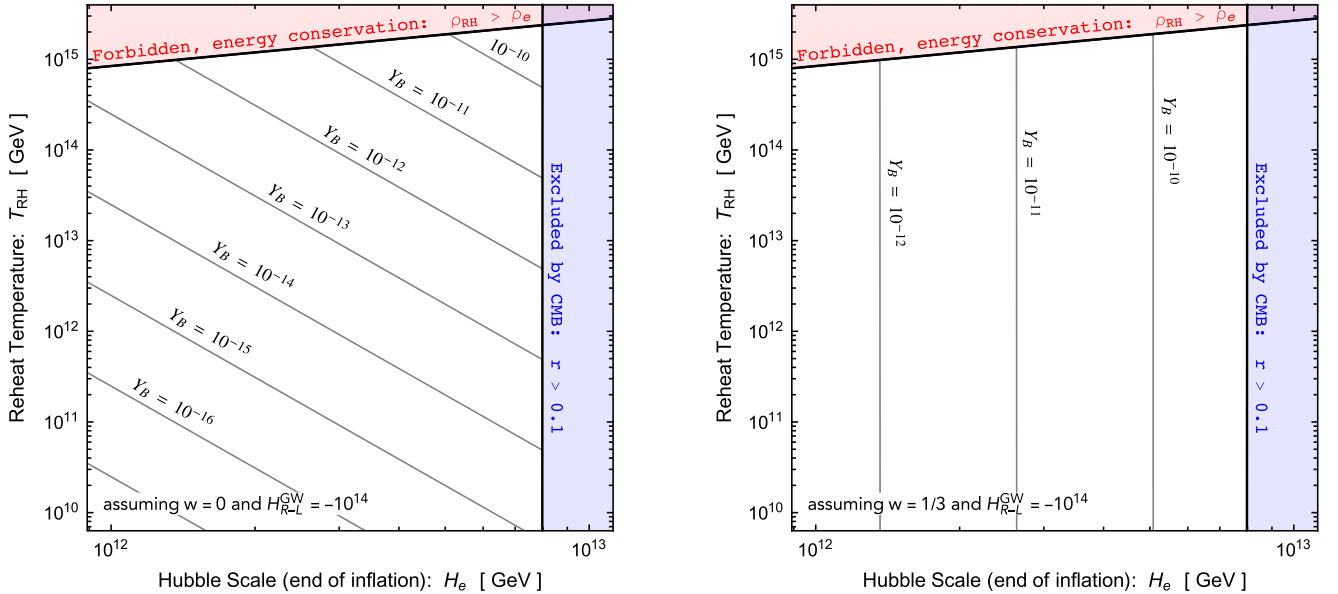 Forbidden, energy conservation: ρ_RH > ρ_e
10^15
10^14
10^13
10^12
10^11
10^10
Reheat Temperature: T_RH [ GeV]
10^−10
Y_B = 10^−11
Y_B = 10^−12
Y_B = 10^−13
Y_B = 10^−14
Y_B = 10^−15
Y_B = 10^−16
Excluded by CMB: r > 0.1
assuming w = 0 and H_R−L^GW = −10^14
10^12
10^13
Hubble Scale (end of inflation): H_e [ GeV]
Forbidden, energy conservation: ρ_RH > ρ_e
10^15
10^14
10^13
10^12
10^11
10^10
Reheat Temperature: T_RH [ GeV]
Y_B = 10^−12
Y_B = 10^−11
Y_B = 10^−10
Excluded by CMB: r > 0.1
assuming w = 1/3 and H_R−L^GW = −10^14
10^12
10^13
Hubble Scale (end of inflation): H_e [ GeV]